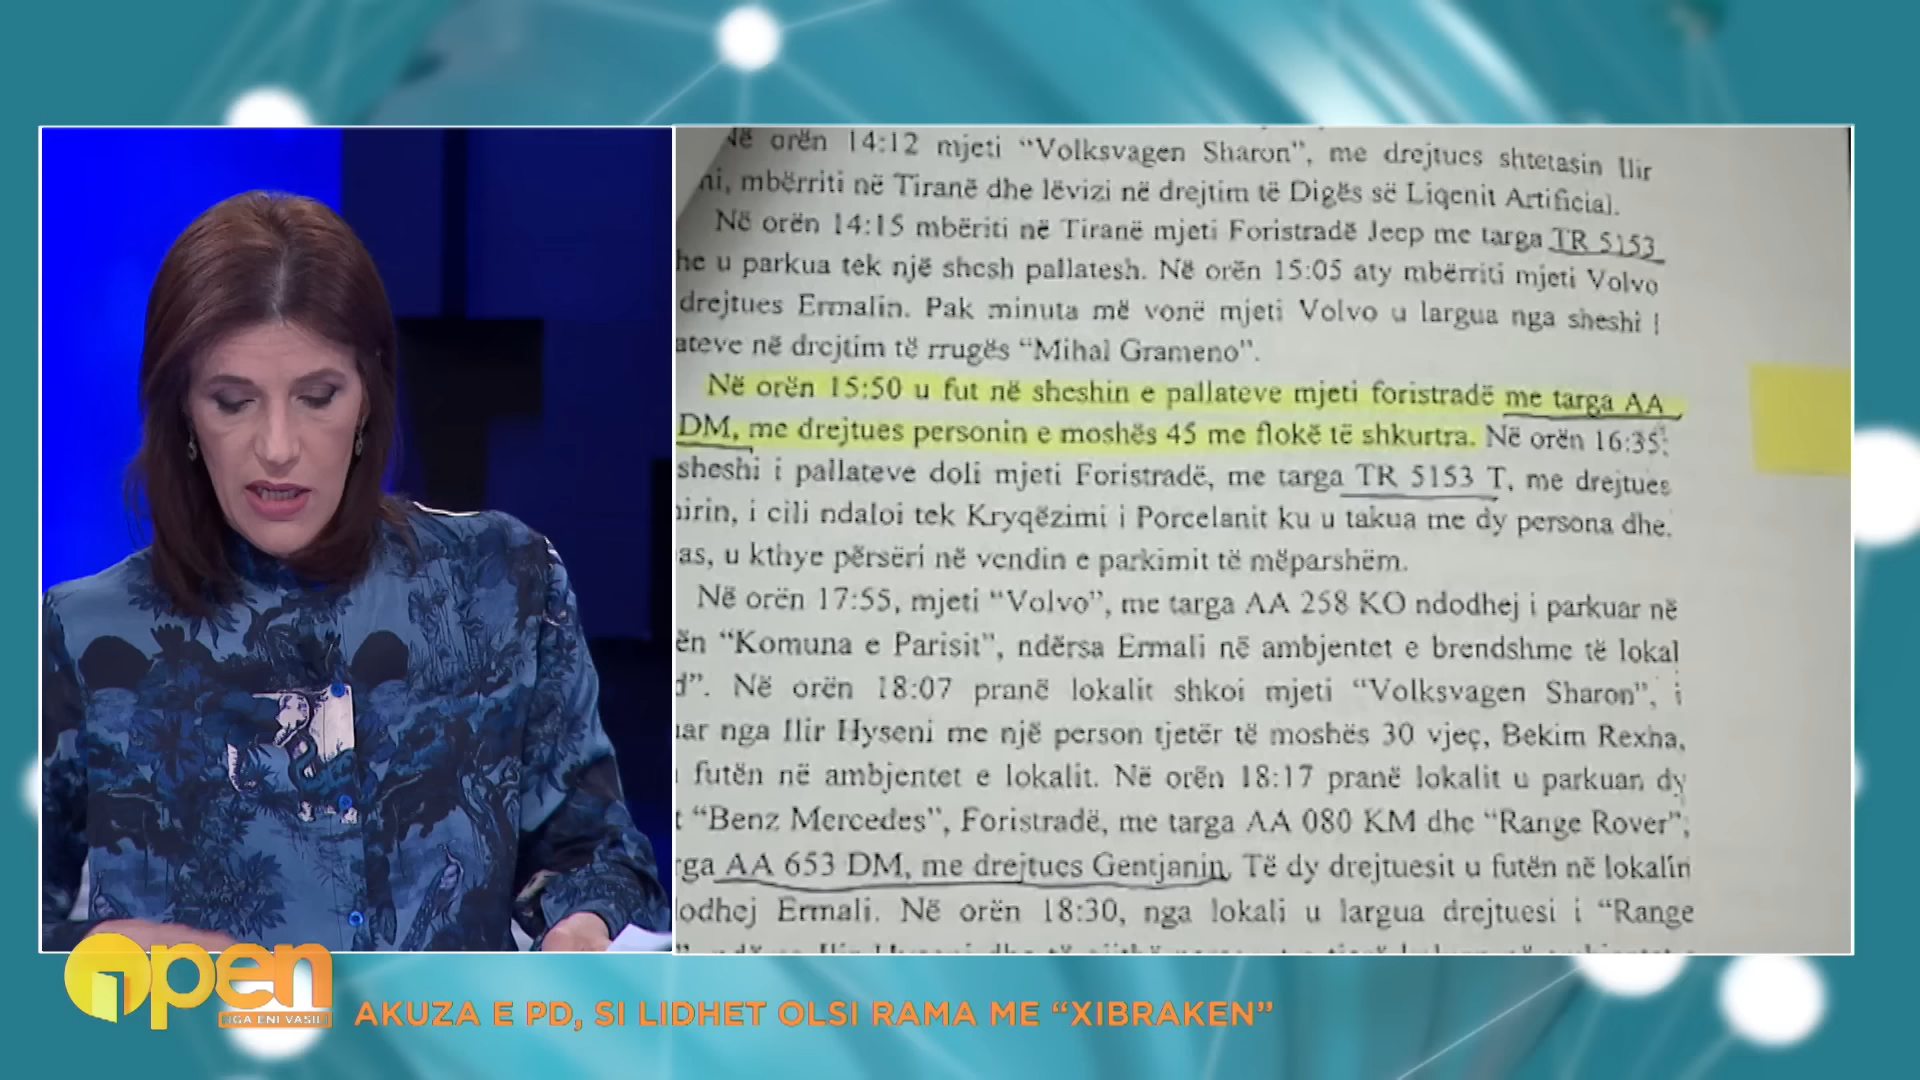 Në orën 14:12 mjeti “Volksvagen Sharon”, me drejtues shtetasin Ilir
ni, mbërriti në Tiranë dhe lëvizi në drejtim të Digës së Liqenit Artificial.
Në orën 14:15 mbëriti në Tiranë mjeti Foristradë Jeep me targa TR 5153
he u parkua tek një shesh pallatesh. Në orën 15:05 aty mbërriti mjeti Volvo
drejtues Ermalin. Pak minuta më vonë mjeti Volvo u largua nga sheshi i
ateve në drejtim të rrugës “Mihal Grameno”.
Në orën 15:50 u fut në sheshin e pallateve mjeti foristradë me targa AA
DM, me drejtues personin e moshës 45 me flokë të shkurtra. Në orën 16:35
sheshi i pallateve doli mjeti Foristradë, me targa TR 5153 T, me drejtues
mirin, i cili ndaloi tek Kryqëzimi i Porcelanit ku u takua me dy persona dhe
as, u kthye përsëri në vendin e parkimit të mëparshëm.
Në orën 17:55, mjeti “Volvo”, me targa AA 258 KO ndodhej i parkuar në
ën “Komuna e Parisit”, ndërsa Ermali në ambjentet e brendshme të lokal
d”. Në orën 18:07 pranë lokalit shkoi mjeti “Volksvagen Sharon”, i
uar nga Ilir Hyseni me një person tjetër të moshës 30 vjeç, Bekim Rexha,
futën në ambjentet e lokalit. Në orën 18:17 pranë lokalit u parkuan dy
t “Benz Mercedes”, Foristradë, me targa AA 080 KM dhe “Range Rover”,
rga AA 653 DM, me drejtues Gentjanin. Të dy drejtuesit u futën në lokalin
odhej Ermali. Në orën 18:30, nga lokali u largua drejtuesi i “Range
open
NGA ENI VASILI
AKUZA E PD, SI LIDHET OLSI RAMA ME “XIBRAKEN”